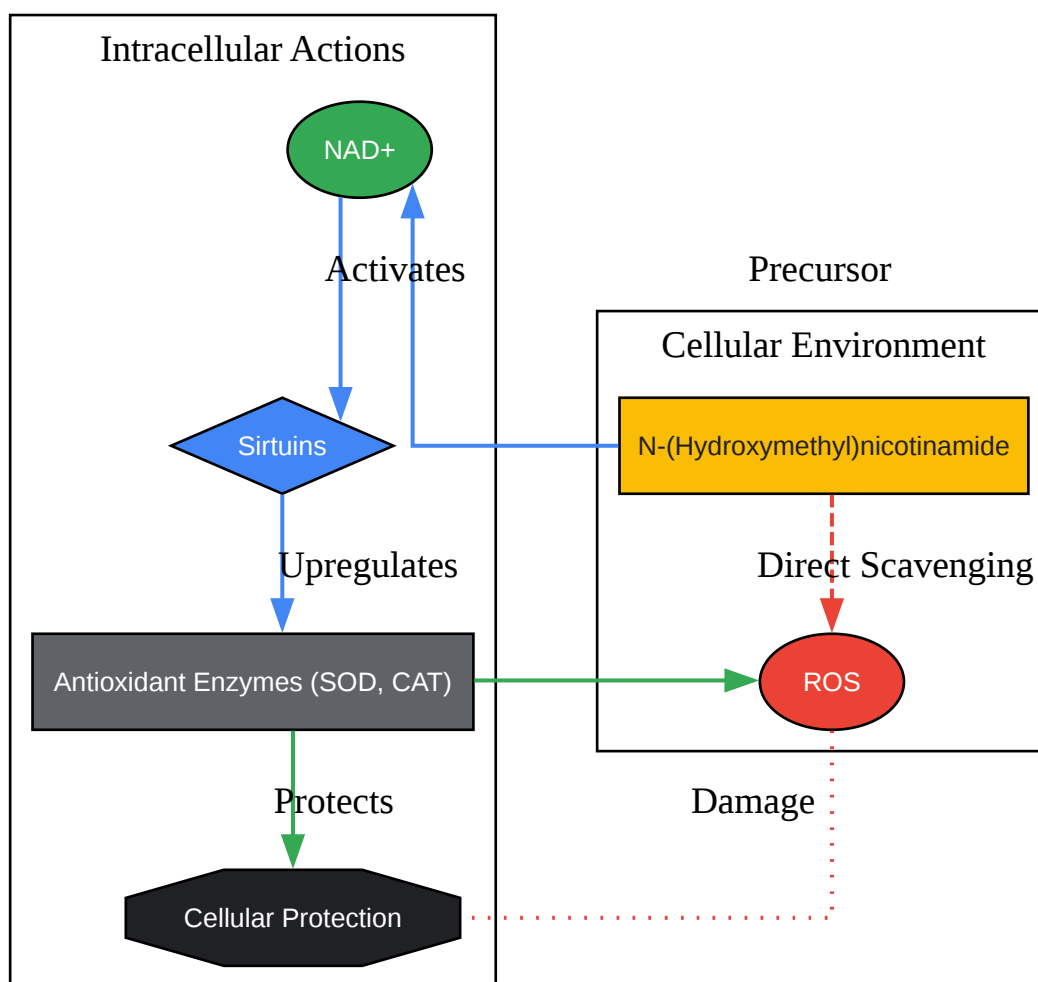 Intracellular Actions
NAD+
Activates
Precursor
Cellular Environment
Sirtuins
N-(Hydroxymethyl)nicotinamide
Upregulates
Direct Scavenging
Antioxidant Enzymes (SOD, CAT)
ROS
Protects
Damage
Cellular Protection